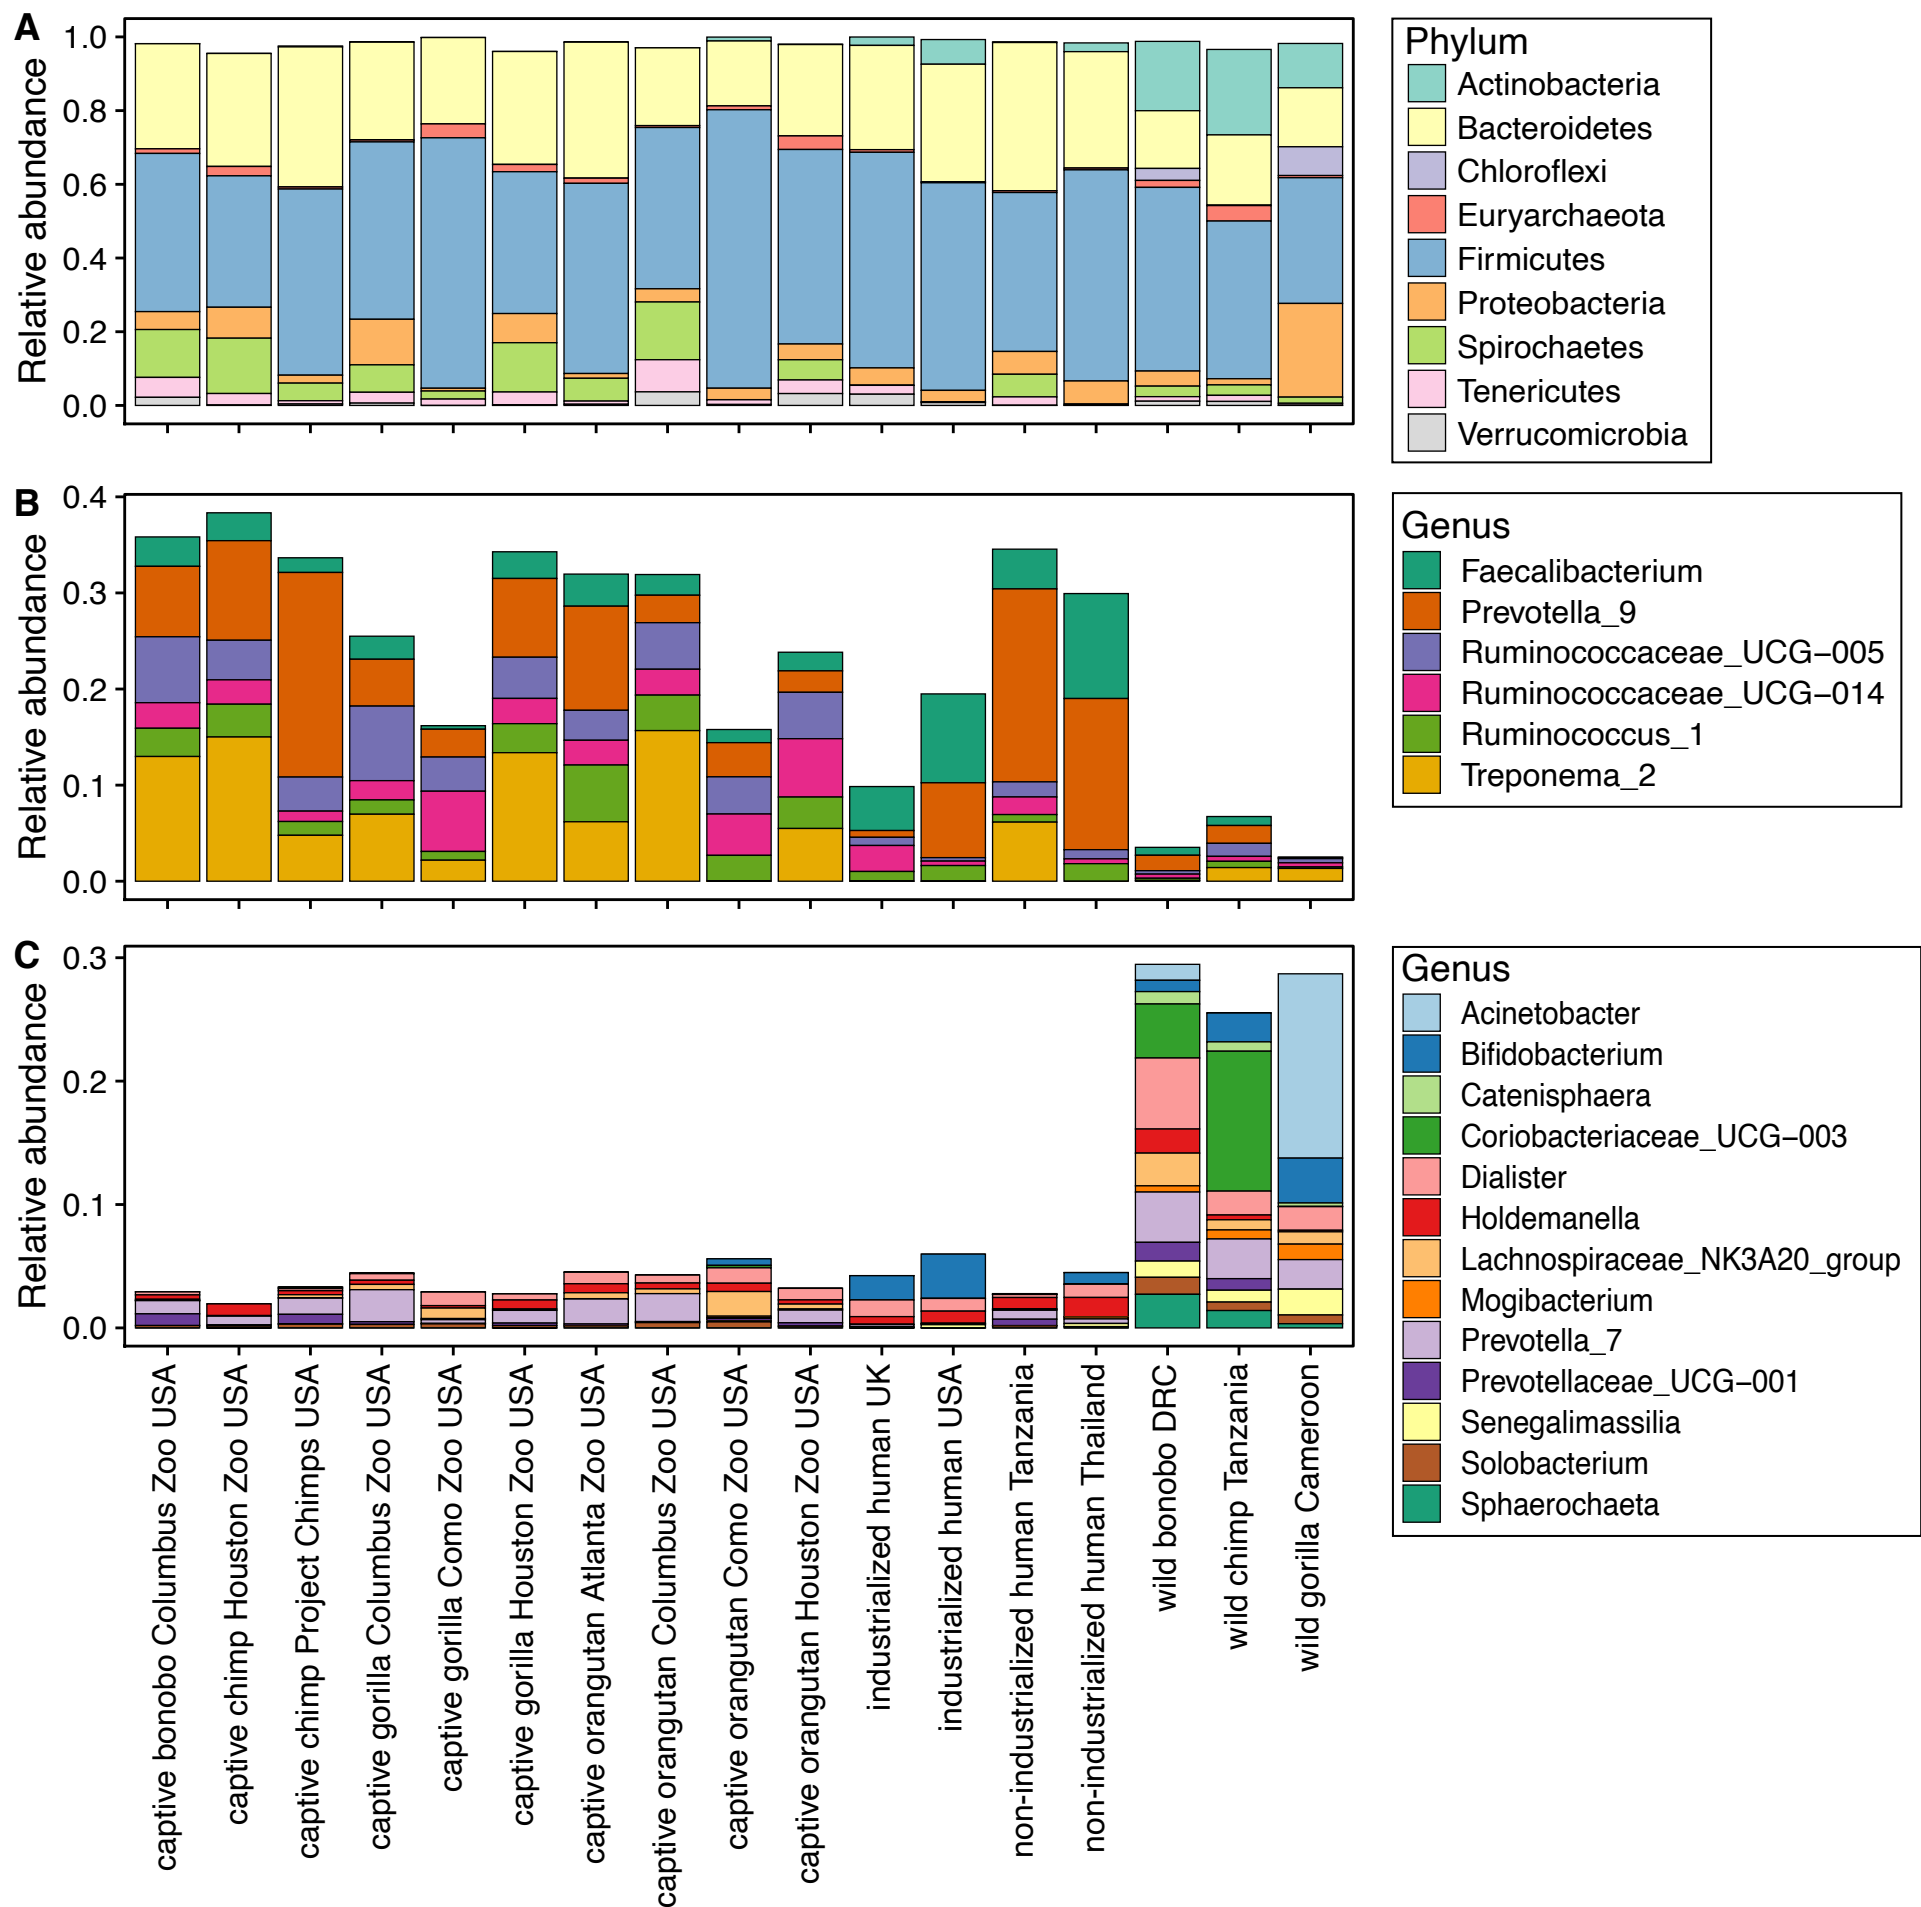 A
Relative abundance
1.0
0.8
0.6
0.4
0.2
0.0
Phylum
Actinobacteria
Bacteroidetes
Chloroflexi
Euryarchaeota
Firmicutes
Proteobacteria
Spirochaetes
Tenericutes
Verrucomicrobia
B
Relative abundance
0.4
0.3
0.2
0.1
0.0
Genus
Faecalibacterium
Prevotella_9
Ruminococcaceae_UCG−005
Ruminococcaceae_UCG−014
Ruminococcus_1
Treponema_2
C
Relative abundance
0.3
0.2
0.1
0.0
Genus
Acinetobacter
Bifidobacterium
Catenisphaera
Coriobacteriaceae_UCG−003
Dialister
Holdemanella
Lachnospiraceae_NK3A20_group
Mogibacterium
Prevotella_7
Prevotellaceae_UCG−001
Senegalimassilia
Solobacterium
Sphaerochaeta
captive bonobo Columbus Zoo USA
captive chimp Houston Zoo USA
captive chimp Project Chimps USA
captive gorilla Columbus Zoo USA
captive gorilla Como Zoo USA
captive gorilla Houston Zoo USA
captive orangutan Atlanta Zoo USA
captive orangutan Columbus Zoo USA
captive orangutan Como Zoo USA
captive orangutan Houston Zoo USA
industrialized human UK
industrialized human USA
non-industrialized human Tanzania
non-industrialized human Thailand
wild bonobo DRC
wild chimp Tanzania
wild gorilla Cameroon